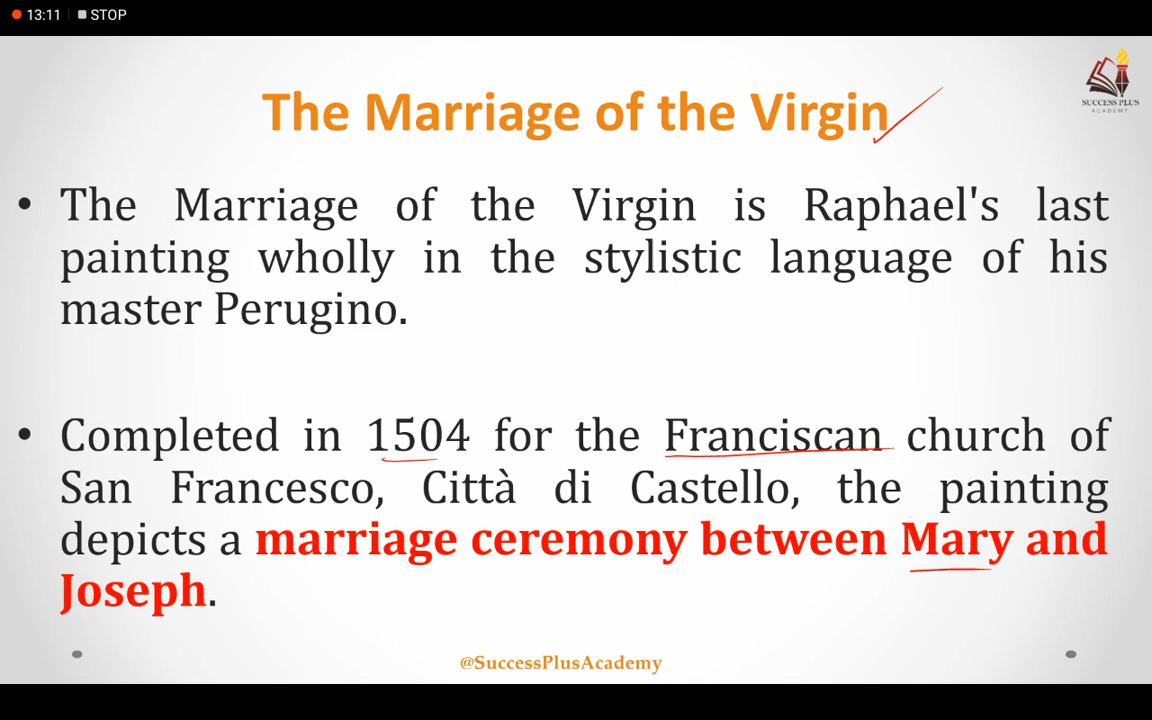 13:11 STOP
SUCCESS PLUS
ACADEMY
The Marriage of the Virgin
• The Marriage of the Virgin is Raphael's last
painting wholly in the stylistic language of his
master Perugino.
• Completed in 1504 for the Franciscan church of
San Francesco, Città di Castello, the painting
depicts a marriage ceremony between Mary and
Joseph.
@SuccessPlusAcademy